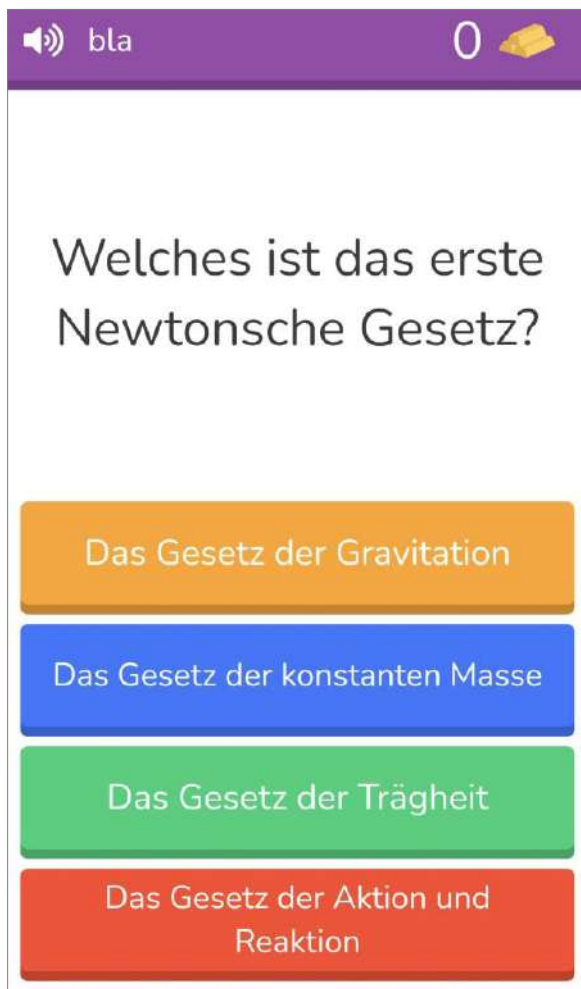 bla
0
Welches ist das erste
Newtonsche Gesetz?
Das Gesetz der Gravitation
Das Gesetz der konstanten Masse
Das Gesetz der Trägheit
Das Gesetz der Aktion und
Reaktion